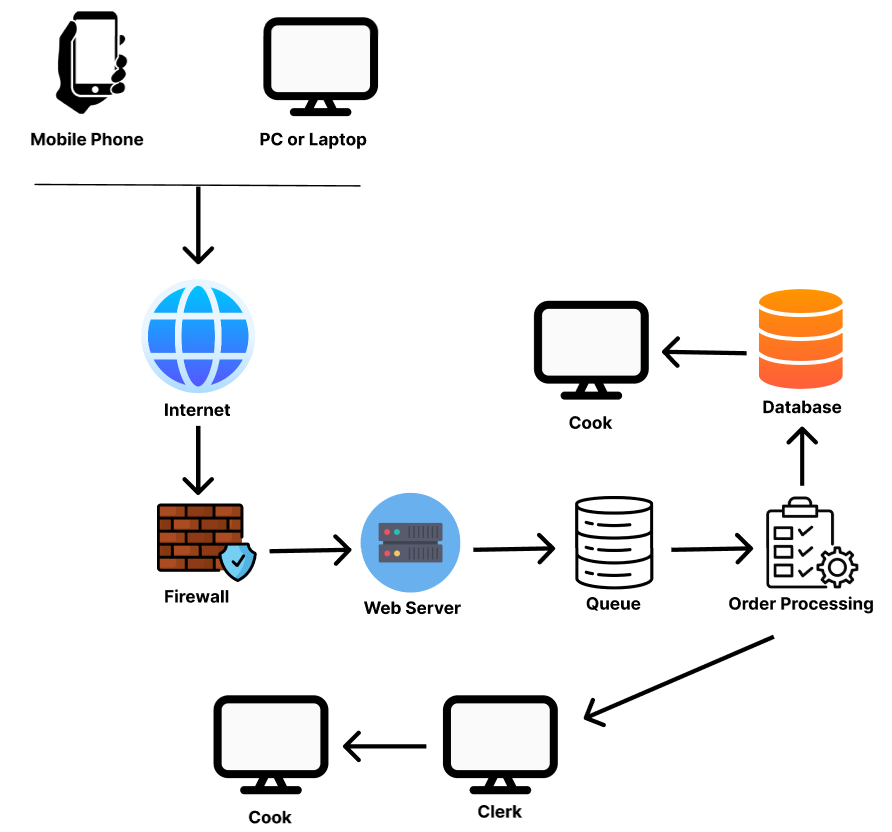 Mobile Phone
PC or Laptop
Internet
Cook
Database
Firewall
Web Server
Queue
Order Processing
Cook
Clerk